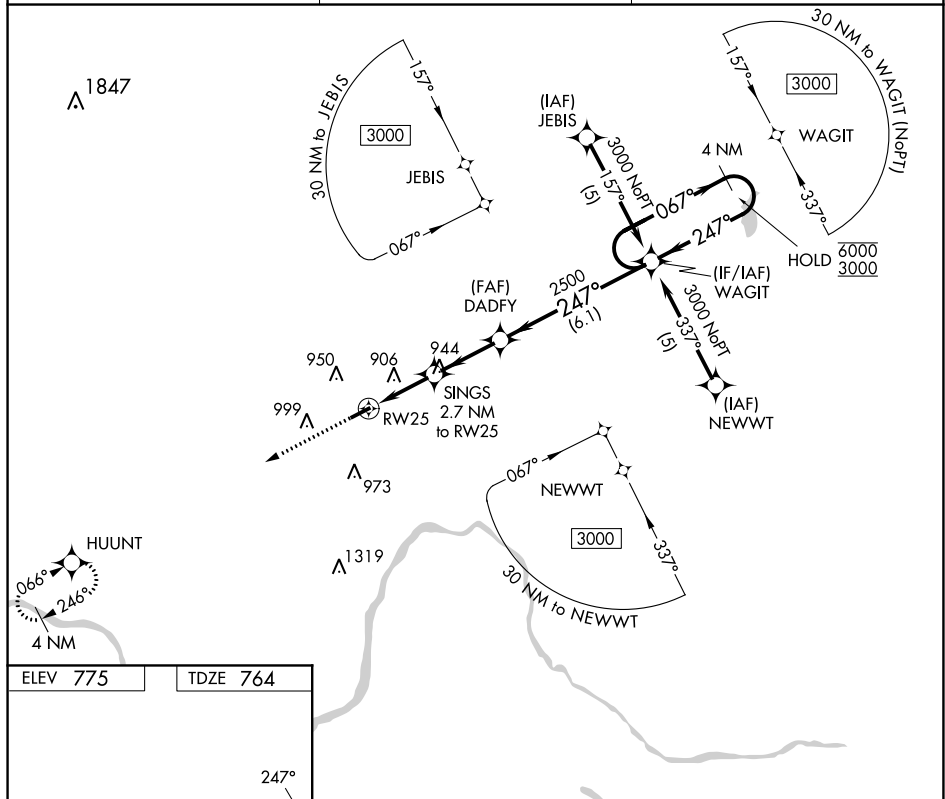 1847
30 NM to JEBIS
157°
3000
JEBIS
067°
(IAF)
JEBIS
3000 NoPT
157°
(5)
4 NM
067°
247°
30 NM to WAGIT (NoPT)
157°
3000
WAGIT
337°
HOLD 6000
3000
(IF/IAF)
WAGIT
2500
247°
(6.1)
(FAF)
DADFY
3000 NoPT
337°
(5)
(IAF)
NEWWT
950
906
944
SINGS
2.7 NM
to RW25
999
RW25
973
067°
NEWWT
3000
337°
30 NM to NEWWT
1319
HUUNT
066°
246°
4 NM
ELEV 775
TDZE 764
247°